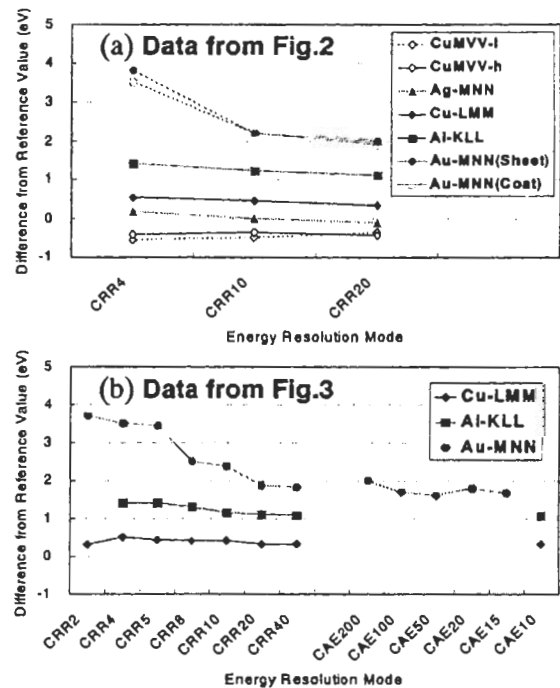 (a) Data from Fig.2
Difference from Reference Value (eV)
5
4
3
2
1
0
-1
CuMVV-l
CuMVV-h
Ag-MNN
Cu-LMM
Al-KLL
Au-MNN(Sheet)
Au-MNN(Coat)
CRR4
CRR10
CRR20
Energy Resolution Mode
(b) Data from Fig.3
Difference from Reference Value (eV)
5
4
3
2
1
0
-1
Cu-LMM
Al-KLL
Au-MNN
CRR2
CRR4
CRR5
CRR8
CRR10
CRR20
CRR40
CAE200
CAE100
CAE50
CAE20
CAE15
CAE10
Energy Resolution Mode